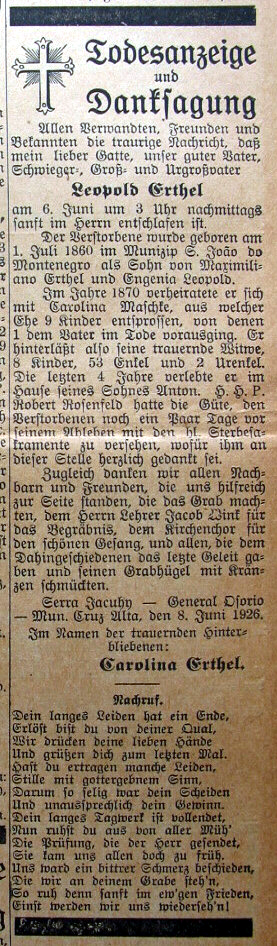 Todesanzeige
und
Danksagung
Allen Verwandten, Freunden und
Bekannten die traurige Nachricht, daß
mein lieber Gatte, unser guter Vater,
Schwieger-, Groß- und Urgroßvater
Leopold Erthel
am 6. Juni um 3 Uhr nachmittags
sanft im Herrn entschlafen ist.
Der Verstorbene wurde geboren am
1. Juli 1860 im Munizip S. João do
Montenegro als Sohn von Maximili-
ano Erthel und Engenia Leopold.
Im Jahre 1870 verheiratete er sich
mit Carolina Maschke, aus welcher
Ehe 9 Kinder entsprossen, von denen
1 dem Vater im Tode vorausging. Er
hinterläßt also seine trauernde Witwe,
8 Kinder, 53 Enkel und 2 Urenkel.
Die letzten 4 Jahre verlebte er im
Hause seines Sohnes Anton. H. H. P.
Robert Rosenfeld hatte die Güte, den
Verstorbenen noch ein Paar Tage vor
seinem Ableben mit den hl. Sterbesa-
kramente zu versehen, wofür ihm an
dieser Stelle herzlich gedankt sei.
Zugleich danken wir allen Nach-
barn und Freunden, die uns hilfreich
zur Seite standen, die das Grab mach-
ten, dem Herrn Lehrer Jacob Wink für
das Begräbnis, dem Kirchenchor für
den schönen Gesang, und allen, die dem
Dahingeschiedenen das letzte Geleit ga-
ben und seinen Grabhügel mit Krän-
zen schmückten.
Serra Jacuhy — General Osorio
— Mun. Cruz Alta, den 8. Juni 1926.
Im Namen der trauernden Hinter-
bliebenen:
Carolina Erthel.
Nachruf.
Dein langes Leiden hat ein Ende,
Erlöst bist du von deiner Qual,
Wir drücken deine lieben Hände
Und grüßen dich zum letzten Mal.
Hast du ertragen manche Leiden,
Stille mit gottergebnem Sinn,
Darum so selig war dein Scheiden
Und unaussprechlich dein Gewinn.
Dein langes Tagwerk ist vollendet,
Nun ruhst du aus von aller Müh'
Die Prüfung, die der Herr gesendet,
Sie kam uns allen doch zu früh.
Uns ward ein bittrer Schmerz beschieden,
Die wir an deinem Grabe steh'n,
So ruh denn sanft im ew'gen Frieden,
Einst werden wir uns wiederseh'n!